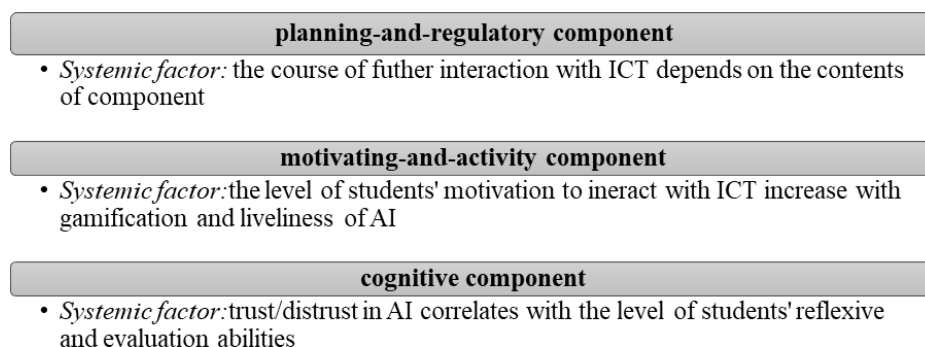 planning-and-regulatory component
• Systemic factor: the course of futher interaction with ICT depends on the contents
of component
motivating-and-activity component
• Systemic factor:the level of students' motivation to ineract with ICT increase with
gamification and liveliness of AI
cognitive component
• Systemic factor:trust/distrust in AI correlates with the level of students' reflexive
and evaluation abilities